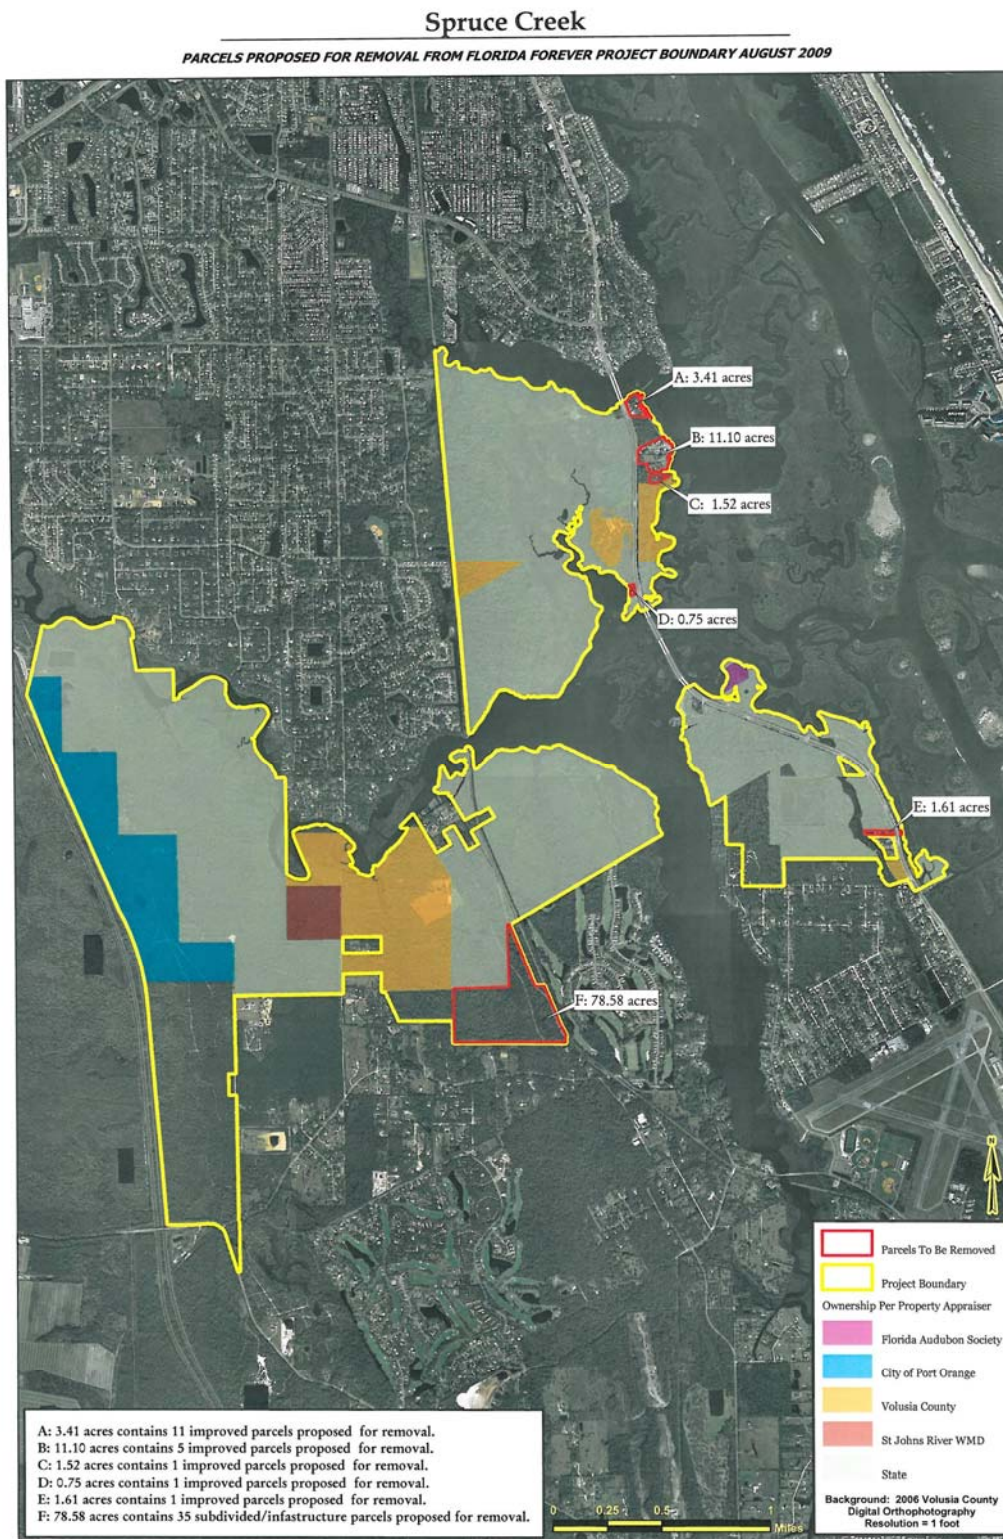 Spruce Creek
PARCELS PROPOSED FOR REMOVAL FROM FLORIDA FOREVER PROJECT BOUNDARY AUGUST 2009
A: 3.41 acres
B: 11.10 acres
C: 1.52 acres
D: 0.75 acres
E: 1.61 acres
F: 78.58 acres
N
Parcels To Be Removed
Project Boundary
Ownership Per Property Appraiser
Florida Audubon Society
City of Port Orange
Volusia County
St Johns River WMD
State
Background: 2006 Volusia County
Digital Orthophotography
Resolution = 1 foot
A: 3.41 acres contains 11 improved parcels proposed for removal.
B: 11.10 acres contains 5 improved parcels proposed for removal.
C: 1.52 acres contains 1 improved parcels proposed for removal.
D: 0.75 acres contains 1 improved parcels proposed for removal.
E: 1.61 acres contains 1 improved parcels proposed for removal.
F: 78.58 acres contains 35 subdivided/infastructure parcels proposed for removal.
0 0.25 0.5 1
Miles